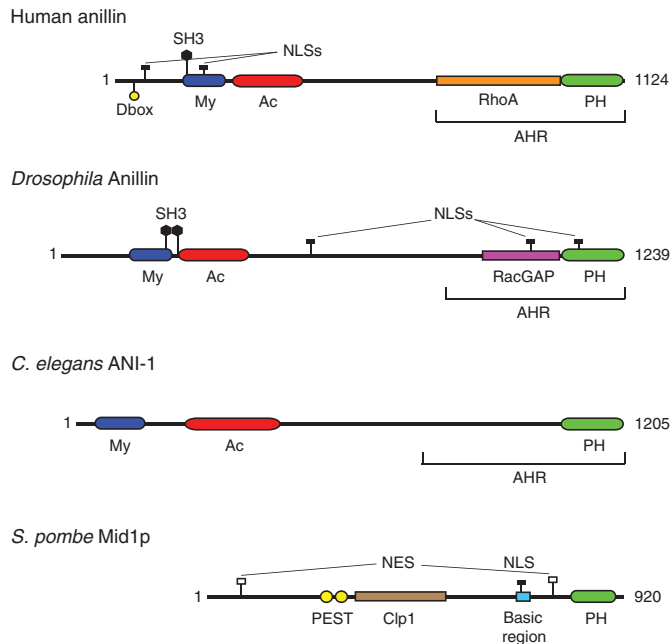 Human anillin
SH3
NLSs
1
1124
Dbox
My
Ac
RhoA
PH
AHR
Drosophila Anillin
SH3
NLSs
1
1239
My
Ac
RacGAP
PH
AHR
C. elegans ANI-1
1
1205
My
Ac
PH
AHR
S. pombe Mid1p
NES
NLS
1
920
PEST
Clp1
Basic
region
PH